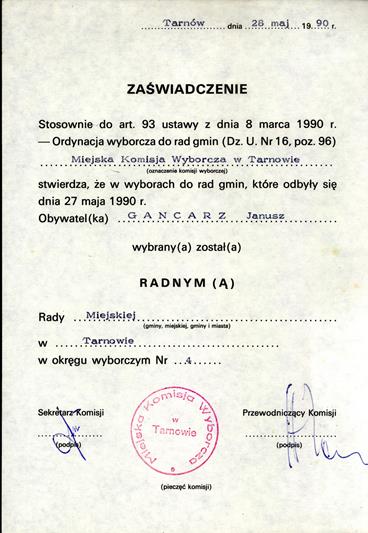 Tarnów dnia 28 maj 1990 r.
ZAŚWIADCZENIE
Stosownie do art. 93 ustawy z dnia 8 marca 1990 r.
— Ordynacja wyborcza do rad gmin (Dz. U. Nr 16, poz. 96)
Miejska Komisja Wyborcza w Tarnowie
(oznaczenie komisji wyborczej)
stwierdza, że w wyborach do rad gmin, które odbyły się
dnia 27 maja 1990 r.
Obywatel(ka) GANCARZ Janusz
wybrany(a) został(a)
RADNYM (Ą)
Rady Miejskiej
(gminy, miejskiej, gminy i miasta)
w Tarnowie
w okręgu wyborczym Nr 4
Sekretarz Komisji
Przewodniczący Komisji
Miejska Komisja Wyborcza
w
Tarnowie
(podpis)
(podpis)
(pieczęć komisji)